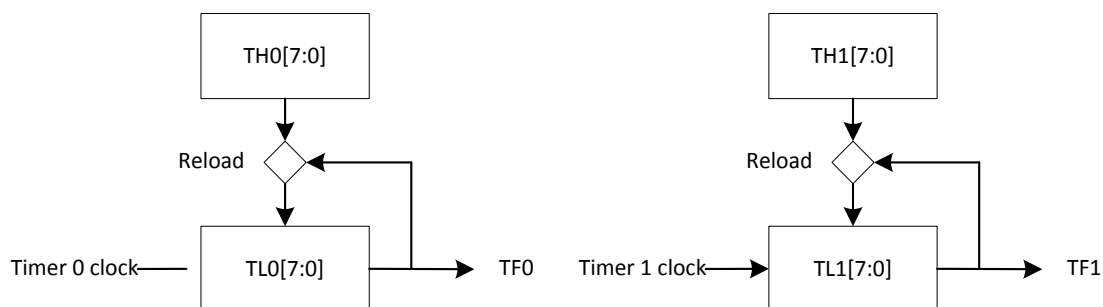 TH0[7:0]
TH1[7:0]
Reload
Reload
Timer 0 clock
TL0[7:0]
TF0
Timer 1 clock
TL1[7:0]
TF1